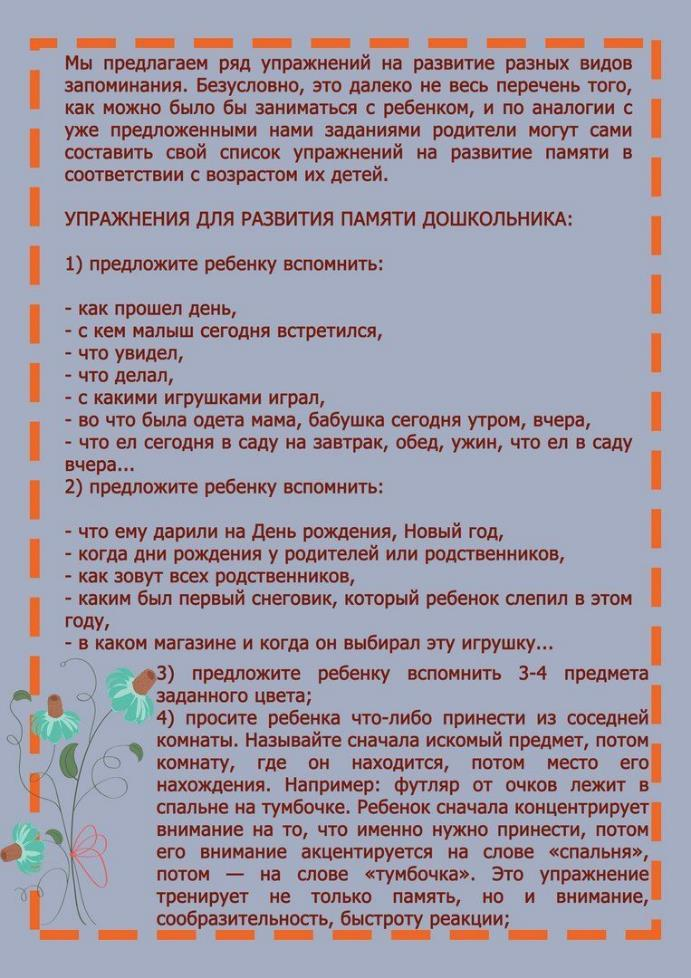 Мы предлагаем ряд упражнений на развитие разных видов
запоминания. Безусловно, это далеко не весь перечень того,
как можно было бы заниматься с ребенком, и по аналогии с
уже предложенными нами заданиями родители могут сами
составить свой список упражнений на развитие памяти в
соответствии с возрастом их детей.
УПРАЖНЕНИЯ ДЛЯ РАЗВИТИЯ ПАМЯТИ ДОШКОЛЬНИКА:
1) предложите ребенку вспомнить:
- как прошел день,
- с кем малыш сегодня встретился,
- что увидел,
- что делал,
- с какими игрушками играл,
- во что была одета мама, бабушка сегодня утром, вчера,
- что ел сегодня в саду на завтрак, обед, ужин, что ел в саду
вчера...
2) предложите ребенку вспомнить:
- что ему дарили на День рождения, Новый год,
- когда дни рождения у родителей или родственников,
- как зовут всех родственников,
- каким был первый снеговик, который ребенок слепил в этом
году,
- в каком магазине и когда он выбирал эту игрушку...
3) предложите ребенку вспомнить 3-4 предмета
заданного цвета;
4) просите ребенка что-либо принести из соседней
комнаты. Называйте сначала искомый предмет, потом
комнату, где он находится, потом место его
нахождения. Например: футляр от очков лежит в
спальне на тумбочке. Ребенок сначала концентрирует
внимание на то, что именно нужно принести, потом
его внимание акцентируется на слове «спальня»,
потом — на слове «тумбочка». Это упражнение
тренирует не только память, но и внимание,
сообразительность, быстроту реакции;